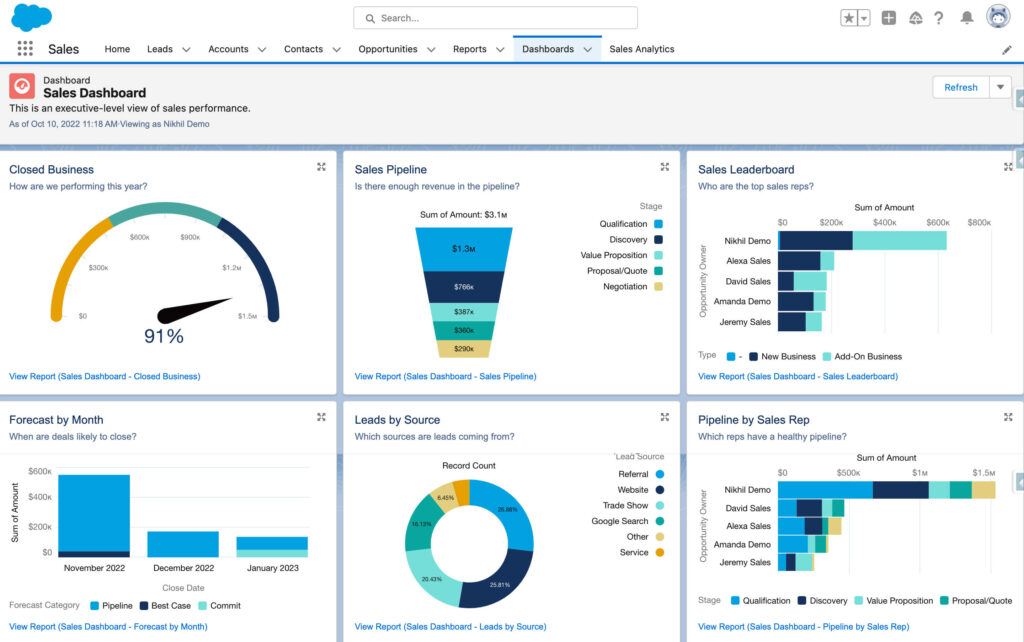 Search...
Sales
Home
Leads
Accounts
Contacts
Opportunities
Reports
Dashboards
Sales Analytics
Dashboard
Sales Dashboard
This is an executive-level view of sales performance.
As of Oct 10, 2022 11:18 AM·Viewing as Nikhil Demo
Refresh
Closed Business
How are we performing this year?
$0
$300K
$600K
$900K
$1.2M
$1.5M
91%
View Report (Sales Dashboard - Closed Business)
Sales Pipeline
Is there enough revenue in the pipeline?
Sum of Amount: $3.1M
$1.3M
$766K
$387K
$360K
$290K
Stage
Qualification
Discovery
Value Proposition
Proposal/Quote
Negotiation
View Report (Sales Dashboard - Sales Pipeline)
Sales Leaderboard
Who are the top sales reps?
Sum of Amount
$0 $200K $400K $600K $800K
Opportunity Owner
Nikhil Demo
Alexa Sales
David Sales
Amanda Demo
Jeremy Sales
Type - New Business Add-On Business
View Report (Sales Dashboard - Sales Leaderboard)
Forecast by Month
When are deals likely to close?
Sum of Amount
$600K
$400K
$200K
$0
November 2022 December 2022 January 2023
Close Date
Forecast Category Pipeline Best Case Commit
View Report (Sales Dashboard - Forecast by Month)
Leads by Source
Which sources are leads coming from?
Record Count
26.88%
25.81%
20.43%
16.13%
6.45%
Lead Source
Referral
Website
Trade Show
Google Search
Other
Service
View Report (Sales Dashboard - Leads by Source)
Pipeline by Sales Rep
Which reps have a healthy pipeline?
Sum of Amount
$0 $500K $1M $1.5M
Opportunity Owner
Nikhil Demo
David Sales
Alexa Sales
Amanda Demo
Jeremy Sales
Stage Qualification Discovery Value Proposition Proposal/Quote
View Report (Sales Dashboard - Pipeline by Sales Rep)